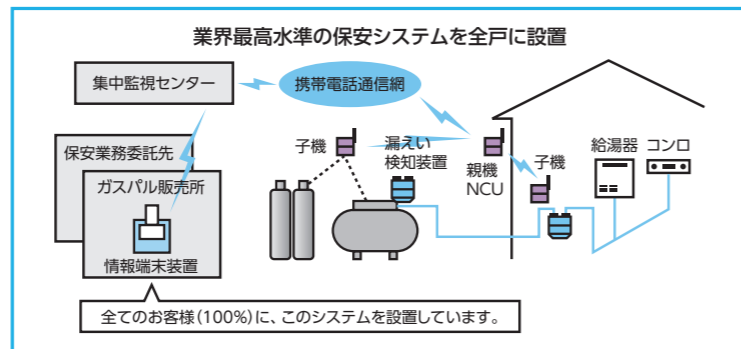 業界最高水準の保安システムを全戸に設置
集中監視センター
携帯電話通信網
保安業務委託先
ガスパル販売所
情報端末装置
子機
漏えい
検知装置
親機
NCU
子機
給湯器
コンロ
全てのお客様(100%)に、このシステムを設置しています。